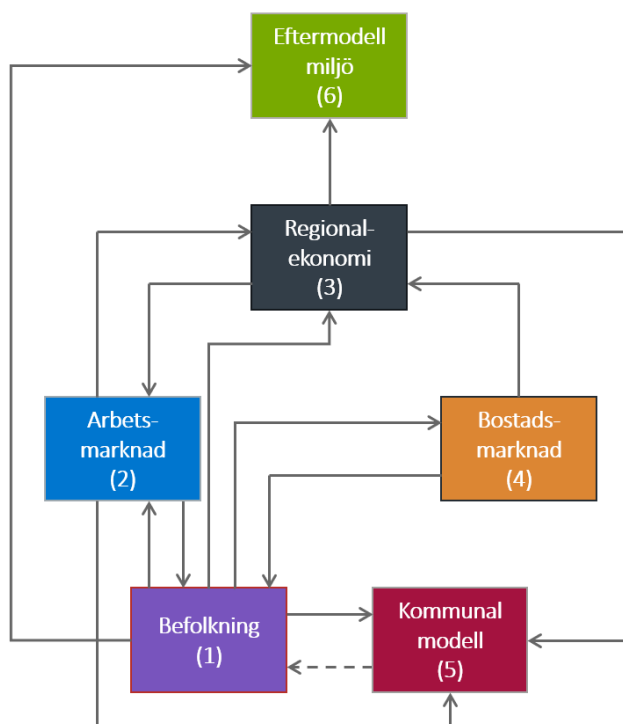 Eftermodell
miljö
(6)
Regional-
ekonomi
(3)
Arbets-
marknad
(2)
Bostads-
marknad
(4)
Befolkning
(1)
Kommunal
modell
(5)